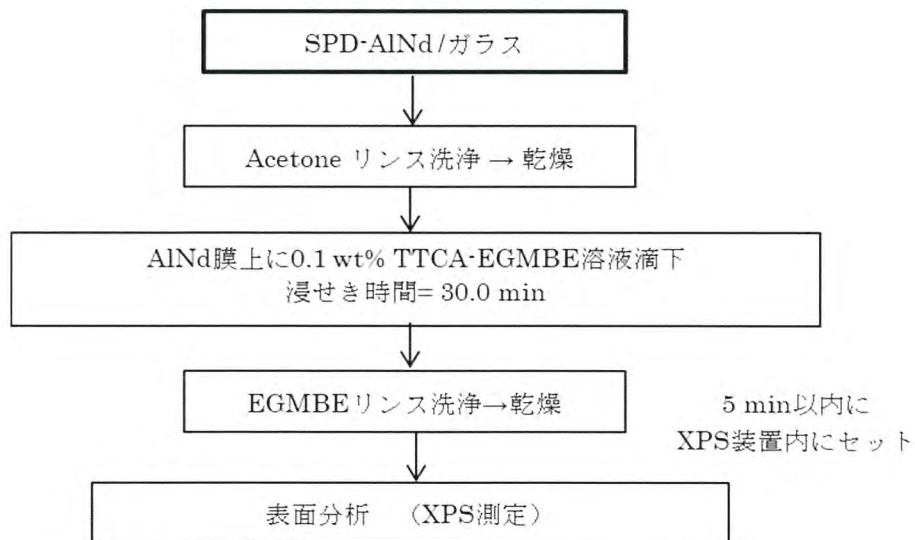 SPD-AlNd/ガラス
Acetone リンス洗浄 → 乾燥
AlNd膜上に0.1 wt% TTCA-EGMBE溶液滴下
浸せき時間= 30.0 min
EGMBEリンス洗浄→乾燥
5 min以内に
XPS装置内にセット
表面分析　（XPS測定）